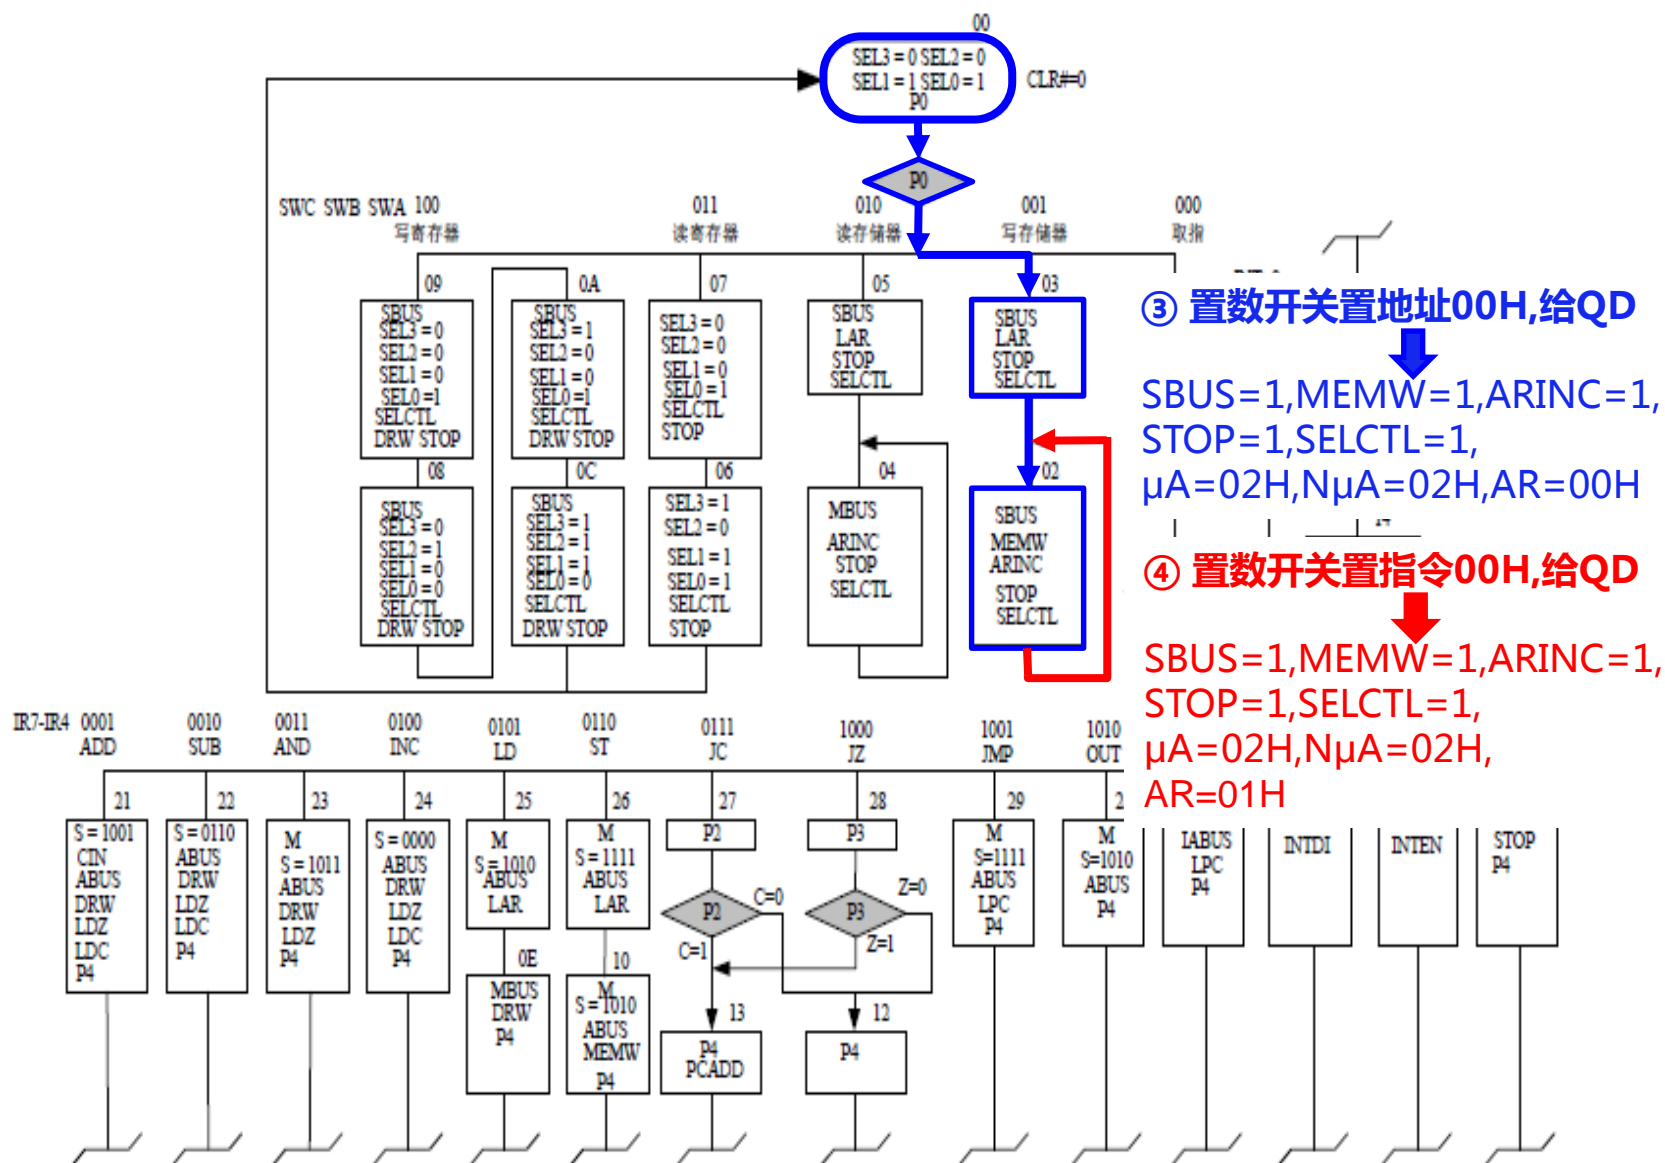 00
SEL3 = 0 SEL2 = 0
SEL1 = 1 SEL0 = 1
P0
CLR#=0
P0
SWC SWB SWA 100
写寄存器
011
读寄存器
010
读存储器
001
写存储器
000
取指
09
SBUS
SEL3 = 0
SEL2 = 0
SEL1 = 0
SEL0 =1
SELCTL
DRW STOP
08
SBUS
SEL3 = 0
SEL2 = 1
SEL1 = 0
SEL0 = 0
SELCTL
DRW STOP
0A
SBUS
SEL3 = 1
SEL2 = 0
SEL1 = 0
SEL0 =1
SELCTL
DRW STOP
0C
SBUS
SEL3 = 1
SEL2 = 1
SEL1 = 1
SEL0 = 0
SELCTL
DRW STOP
07
SEL3 = 0
SEL2 = 0
SEL1 = 0
SEL0 = 1
SELCTL
STOP
06
SEL3 = 1
SEL2 = 0
SEL1 = 1
SEL0 = 1
SELCTL
STOP
05
SBUS
LAR
STOP
SELCTL
04
MBUS
ARINC
STOP
SELCTL
03
SBUS
LAR
STOP
SELCTL
02
SBUS
MEMW
ARINC
STOP
SELCTL
③ 置数开关置地址00H,给QD
SBUS=1,MEMW=1,ARINC=1,
STOP=1,SELCTL=1,
μA=02H,NμA=02H,AR=00H
④ 置数开关置指令00H,给QD
SBUS=1,MEMW=1,ARINC=1,
STOP=1,SELCTL=1,
μA=02H,NμA=02H,
AR=01H
IR7-IR4 0001
ADD
0010
SUB
0011
AND
0100
INC
0101
LD
0110
ST
0111
JC
1000
JZ
1001
JMP
1010
OUT
21
S = 1001
CIN
ABUS
DRW
LDZ
LDC
P4
22
S = 0110
ABUS
DRW
LDZ
LDC
P4
23
M
S = 1011
ABUS
DRW
LDZ
P4
24
S = 0000
ABUS
DRW
LDZ
LDC
P4
25
M
S = 1010
ABUS
LAR
0E
MBUS
DRW
P4
26
M
S = 1111
ABUS
LAR
10
M
S = 1010
ABUS
MEMW
P4
27
P2
P2
C=0
C=1
13
P4
PCADD
28
P3
P3
Z=0
Z=1
12
P4
29
M
S=1111
ABUS
LPC
P4
2
M
S=1010
ABUS
P4
IABUS
LPC
P4
INTDI
INTEN
STOP
P4